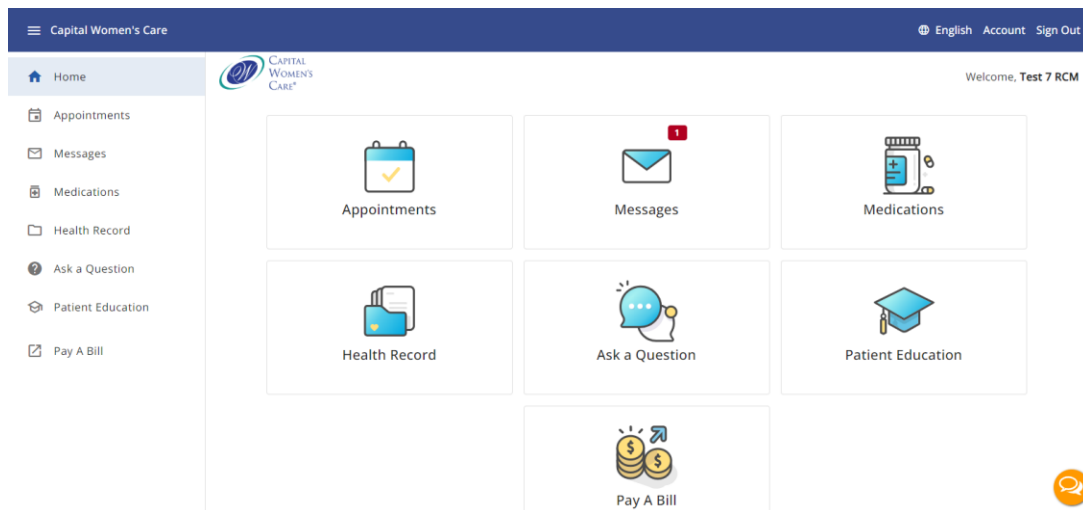 Capital Women's Care
English Account Sign Out
Home
Appointments
Messages
Medications
Health Record
Ask a Question
Patient Education
Pay A Bill
CAPITAL
WOMEN'S
CARE®
Welcome, Test 7 RCM
1
Appointments
Messages
Medications
Health Record
Ask a Question
Patient Education
$
$
Pay A Bill